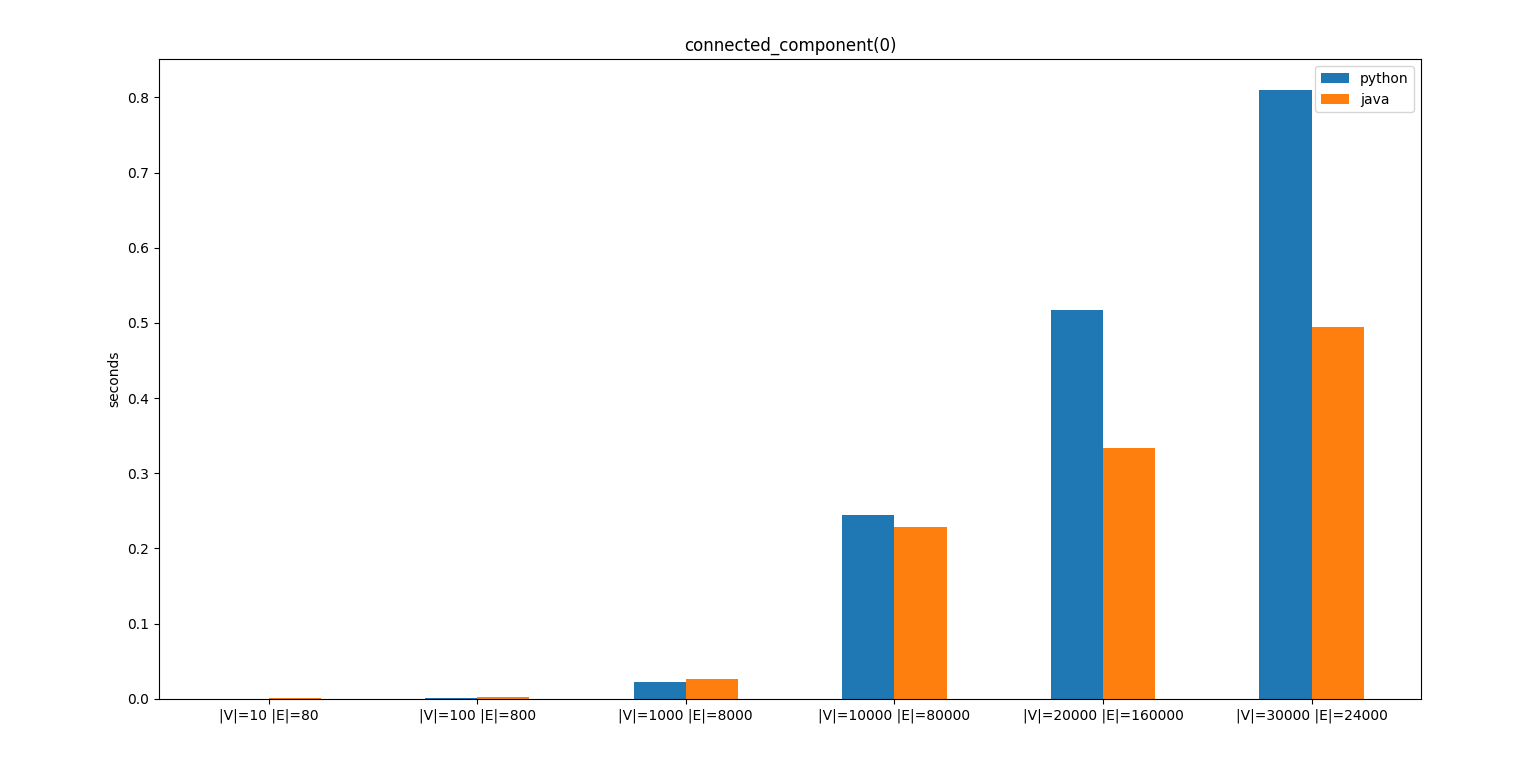 connected_component(0)
python
java
0.8
0.7
0.6
0.5
0.4
0.3
0.2
0.1
0.0
seconds
|V|=10 |E|=80
|V|=100 |E|=800
|V|=1000 |E|=8000
|V|=10000 |E|=80000
|V|=20000 |E|=160000
|V|=30000 |E|=24000